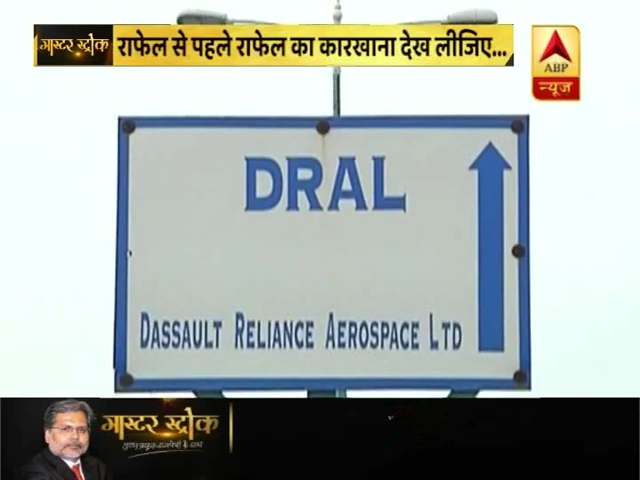 मास्टर स्ट्रोक
राफेल से पहले राफेल का कारखाना देख लीजिए...
ABP
न्यूज़
DRAL
DASSAULT RELIANCE AEROSPACE LTD
मास्टर स्ट्रोक